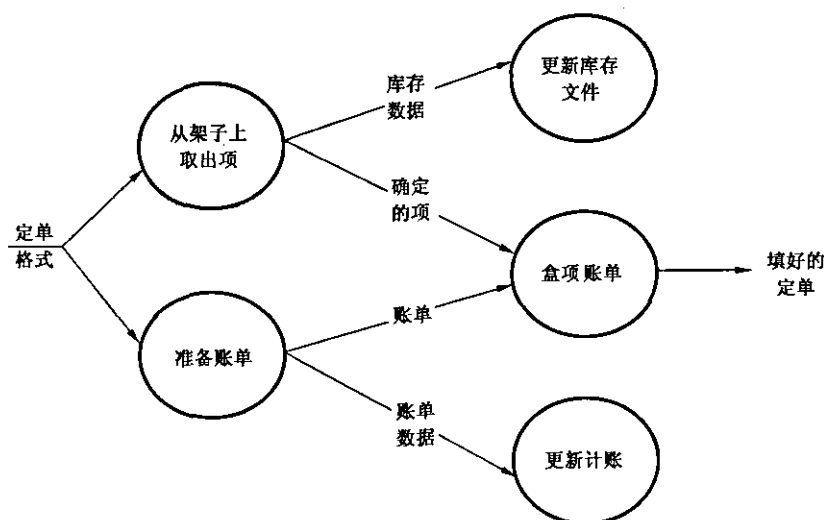 更新库存
文件
库存
数据
从架子上
取出项
确定
的项
定单
格式
盒项账单
填好的
定单
账单
准备账单
账单
数据
更新计账